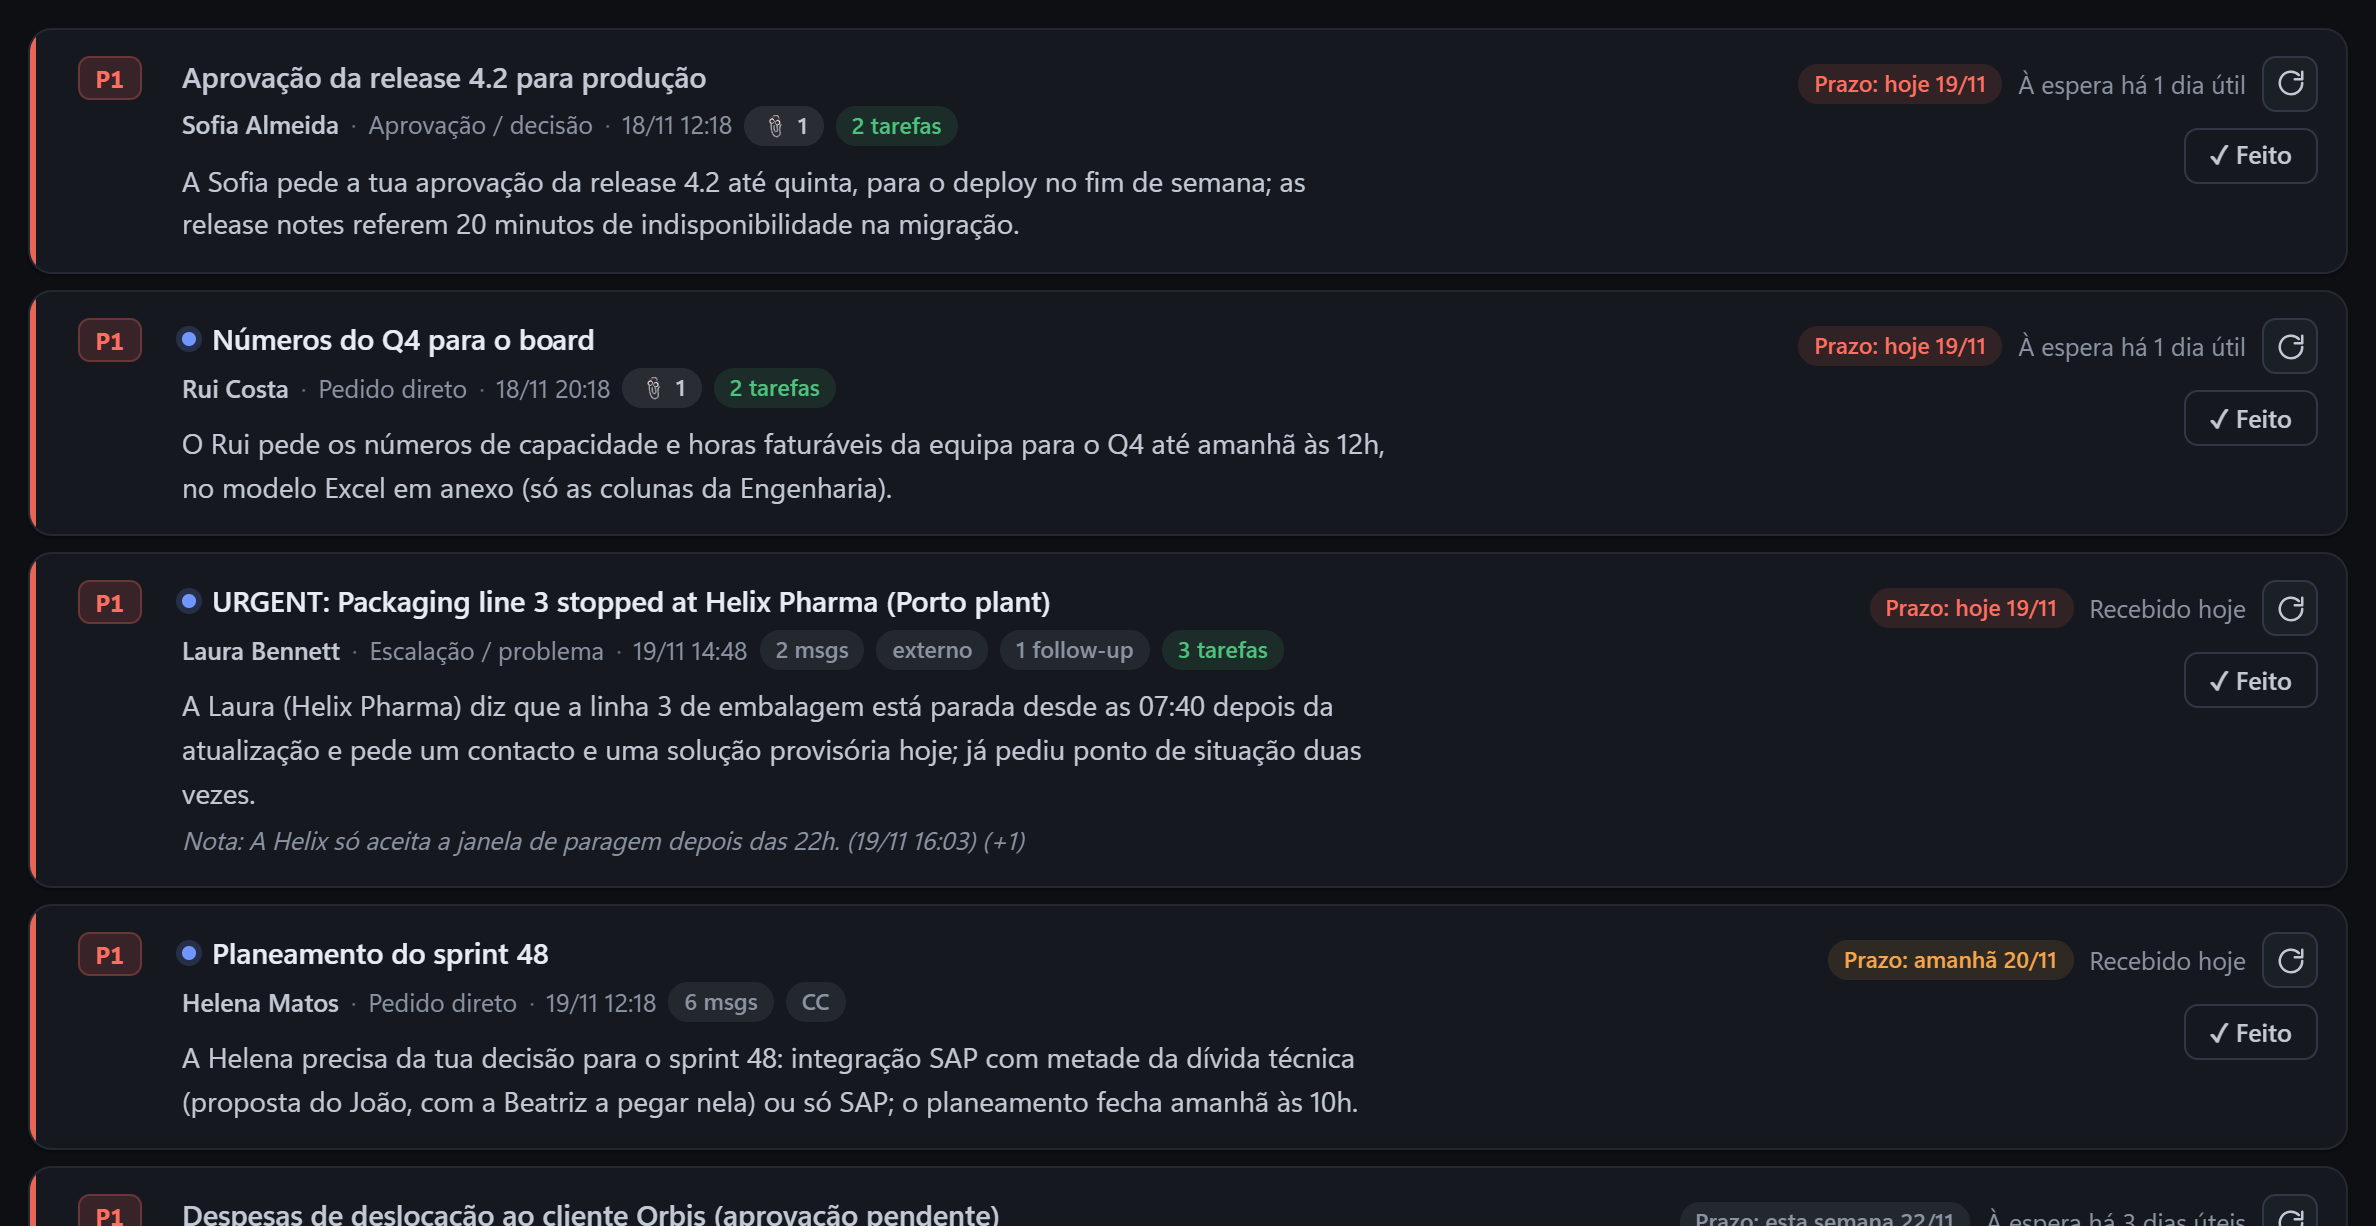 P1
Aprovação da release 4.2 para produção
Prazo: hoje 19/11 À espera há 1 dia útil
Sofia Almeida · Aprovação / decisão · 18/11 12:18 1 2 tarefas
✓ Feito
A Sofia pede a tua aprovação da release 4.2 até quinta, para o deploy no fim de semana; as
release notes referem 20 minutos de indisponibilidade na migração.
P1
Números do Q4 para o board
Prazo: hoje 19/11 À espera há 1 dia útil
Rui Costa · Pedido direto · 18/11 20:18 1 2 tarefas
✓ Feito
O Rui pede os números de capacidade e horas faturáveis da equipa para o Q4 até amanhã às 12h,
no modelo Excel em anexo (só as colunas da Engenharia).
P1
URGENT: Packaging line 3 stopped at Helix Pharma (Porto plant)
Prazo: hoje 19/11 Recebido hoje
Laura Bennett · Escalação / problema · 19/11 14:48 2 msgs externo 1 follow-up 3 tarefas
✓ Feito
A Laura (Helix Pharma) diz que a linha 3 de embalagem está parada desde as 07:40 depois da
atualização e pede um contacto e uma solução provisória hoje; já pediu ponto de situação duas
vezes.
Nota: A Helix só aceita a janela de paragem depois das 22h. (19/11 16:03) (+1)
P1
Planeamento do sprint 48
Prazo: amanhã 20/11 Recebido hoje
Helena Matos · Pedido direto · 19/11 12:18 6 msgs CC
✓ Feito
A Helena precisa da tua decisão para o sprint 48: integração SAP com metade da dívida técnica
(proposta do João, com a Beatriz a pegar nela) ou só SAP; o planeamento fecha amanhã às 10h.
P1
Despesas de deslocação ao cliente Orbis (aprovação pendente)
Prazo: esta semana 22/11 À espera há 3 dias úteis